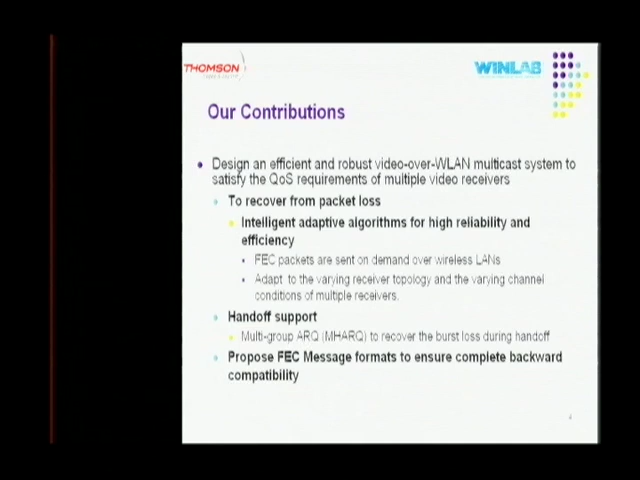 THOMSON
WINLAB
Our Contributions
Design an efficient and robust video-over-WLAN multicast system to
satisfy the QoS requirements of multiple video receivers
To recover from packet loss
Intelligent adaptive algorithms for high reliability and
efficiency
FEC packets are sent on demand over wireless LANs
Adapt to the varying receiver topology and the varying channel
conditions of multiple receivers.
Handoff support
Multi-group ARQ (MHARQ) to recover the burst loss during handoff
Propose FEC Message formats to ensure complete backward
compatibility